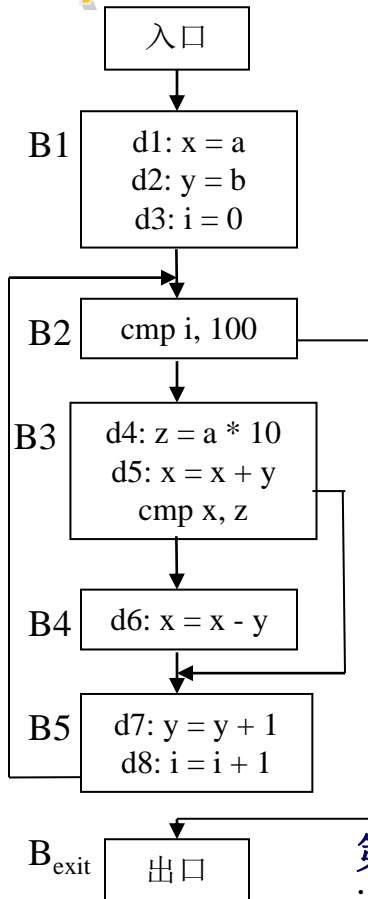 入口
B1
d1: x = a
d2: y = b
d3: i = 0
B2
cmp i, 100
B3
d4: z = a * 10
d5: x = x + y
cmp x, z
B4
d6: x = x - y
B5
d7: y = y + 1
d8: i = i + 1
Bexit
出口